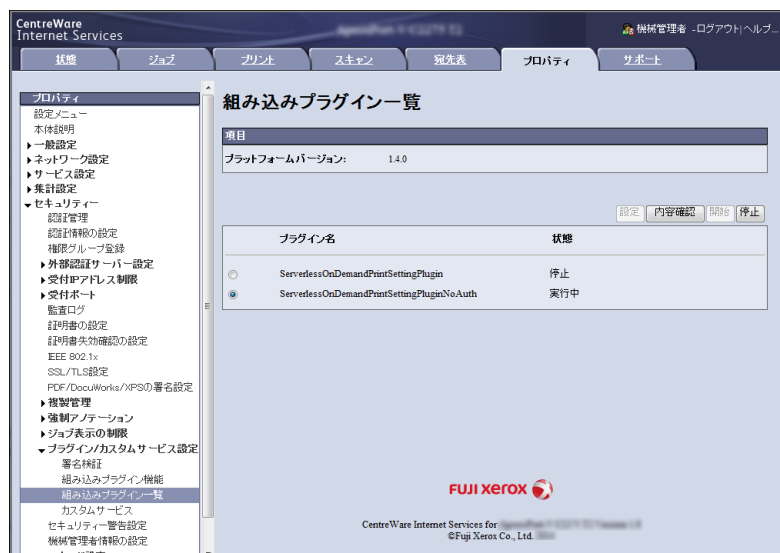 CentreWare
Internet Services
機械管理者 -ログアウト|ヘルプ...
状態 ジョブ プリント スキャン 宛先表 プロパティ サポート
プロパティ
設定メニュー
本体説明
一般設定
ネットワーク設定
サービス設定
集計設定
セキュリティー
認証管理
認証情報の設定
権限グループ登録
外部認証サーバー設定
受付IPアドレス制限
受付ポート
監査ログ
証明書の設定
証明書失効確認の設定
IEEE 802.1x
SSL/TLS設定
PDF/DocuWorks/XPSの署名設定
複製管理
強制アノテーション
ジョブ表示の制限
プラグイン/カスタムサービス設定
署名検証
組み込みプラグイン機能
組み込みプラグイン一覧
カスタムサービス
セキュリティー警告設定
機械管理者情報の設定
組み込みプラグイン一覧
項目
プラットフォームバージョン: 1.4.0
設定 内容確認 開始 停止
プラグイン名 状態
ServerlessOnDemandPrintSettingPlugin 停止
ServerlessOnDemandPrintSettingPluginNoAuth 実行中
FUJI XEROX
CentreWare Internet Services for
©Fuji Xerox Co., Ltd.